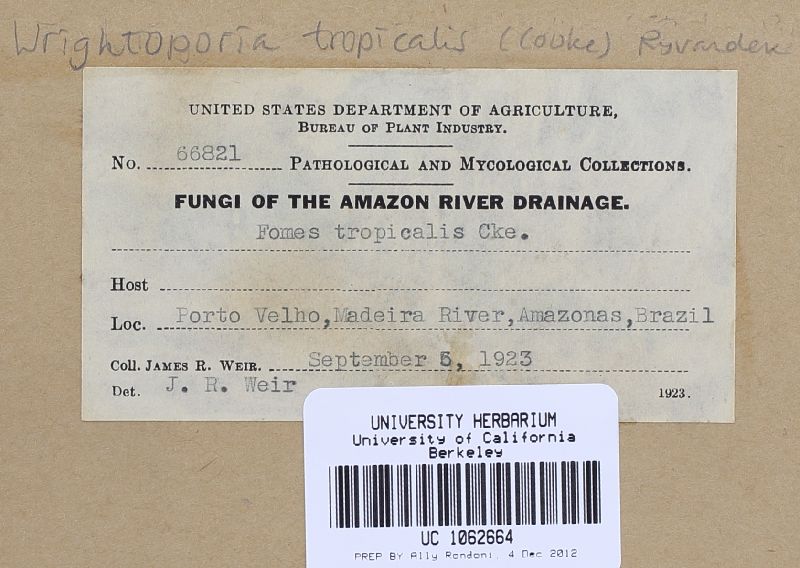 Wrightoporia tropicalis (Cooke) Ryvarden
UNITED STATES DEPARTMENT OF AGRICULTURE,
BUREAU OF PLANT INDUSTRY.
No. 66821 PATHOLOGICAL AND MYCOLOGICAL COLLECTIONS.
FUNGI OF THE AMAZON RIVER DRAINAGE.
Fomes tropicalis Cke.
Host
Loc. Porto Velho, Madeira River, Amazonas, Brazil
Coll. JAMES R. WEIR. September 5, 1923
Det. J. R. Weir 1923.
UNIVERSITY HERBARIUM
University of California
Berkeley
UC 1062664
PREP BY Ally Rondoni, 4 Dec 2012